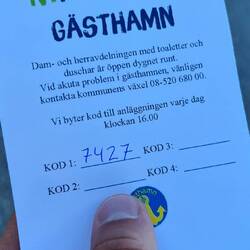 GÄSTHAMN
Dam- och herravdelningen med toaletter och
duschar är öppen dygnet runt.
Vid akuta problem i gästhamnen, vänligen
kontakta kommunens växel 08-520 680 00.
Vi byter kod till anläggningen varje dag
klockan 16.00
KOD 1: 7427 KOD 3:
KOD 2: KOD 4: